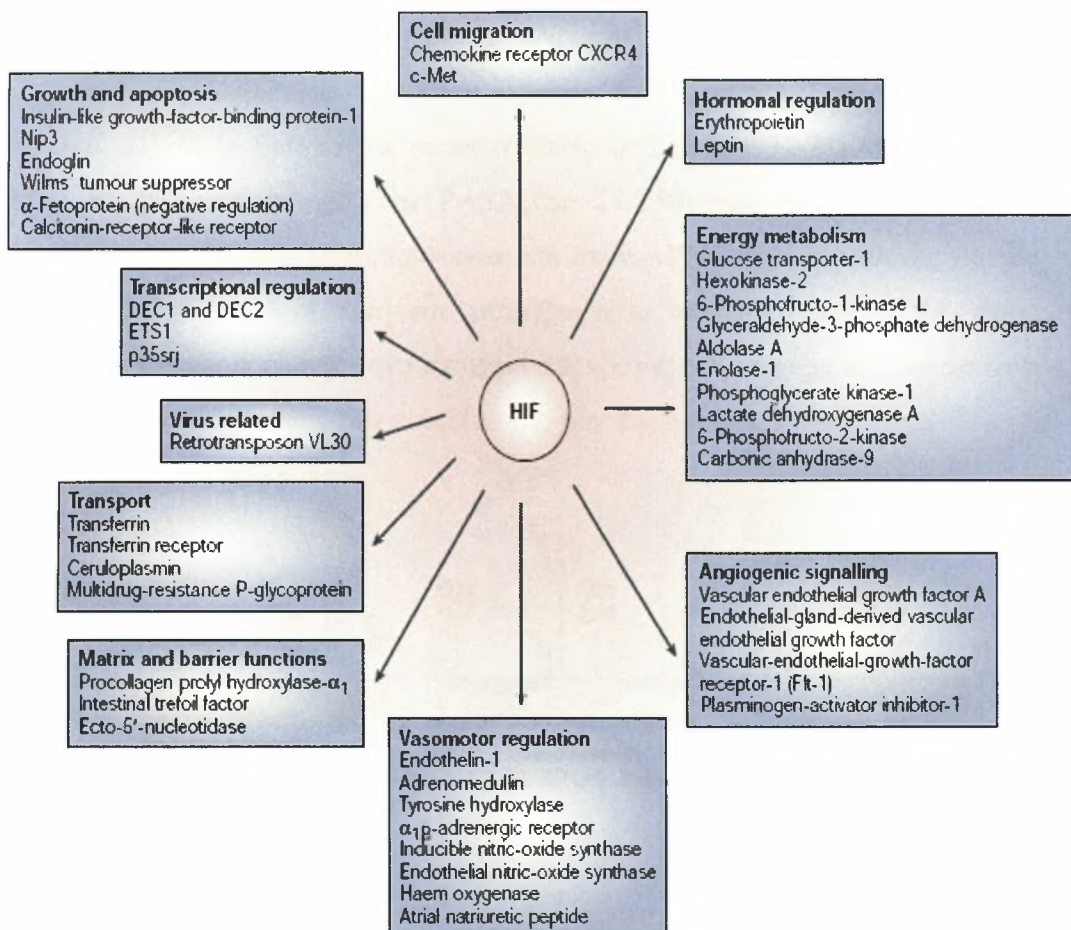 Cell migration
Chemokine receptor CXCR4
c-Met
Growth and apoptosis
Insulin-like growth-factor-binding protein-1
Nip3
Endoglin
Wilms' tumour suppressor
α-Fetoprotein (negative regulation)
Calcitonin-receptor-like receptor
Hormonal regulation
Erythropoietin
Leptin
Transcriptional regulation
DEC1 and DEC2
ETS1
p35srj
Energy metabolism
Glucose transporter-1
Hexokinase-2
6-Phosphofructo-1-kinase L
Glyceraldehyde-3-phosphate dehydrogenase
Aldolase A
Enolase-1
Phosphoglycerate kinase-1
Lactate dehydroxygenase A
6-Phosphofructo-2-kinase
Carbonic anhydrase-9
HIF
Virus related
Retrotransposon VL30
Transport
Transferrin
Transferrin receptor
Ceruloplasmin
Multidrug-resistance P-glycoprotein
Angiogenic signalling
Vascular endothelial growth factor A
Endothelial-gland-derived vascular
endothelial growth factor
Vascular-endothelial-growth-factor
receptor-1 (Flt-1)
Plasminogen-activator inhibitor-1
Matrix and barrier functions
Procollagen prolyl hydroxylase-α₁
Intestinal trefoil factor
Ecto-5′-nucleotidase
Vasomotor regulation
Endothelin-1
Adrenomedullin
Tyrosine hydroxylase
α₁p-adrenergic receptor
Inducible nitric-oxide synthase
Endothelial nitric-oxide synthase
Haem oxygenase
Atrial natriuretic peptide